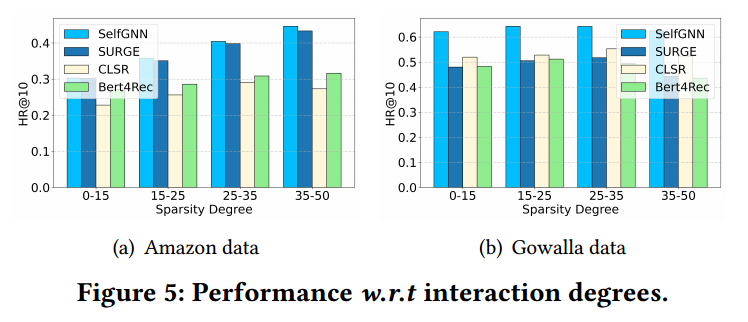 SelfGNN
SURGE
CLSR
Bert4Rec
HR@10
0.4
0.3
0.2
0.1
0.0
0-15 15-25 25-35 35-50
Sparsity Degree
(a) Amazon data
SelfGNN
SURGE
CLSR
Bert4Rec
HR@10
0.6
0.5
0.4
0.3
0.2
0.1
0.0
0-15 15-25 25-35 35-50
Sparsity Degree
(b) Gowalla data
Figure 5: Performance w.r.t interaction degrees.